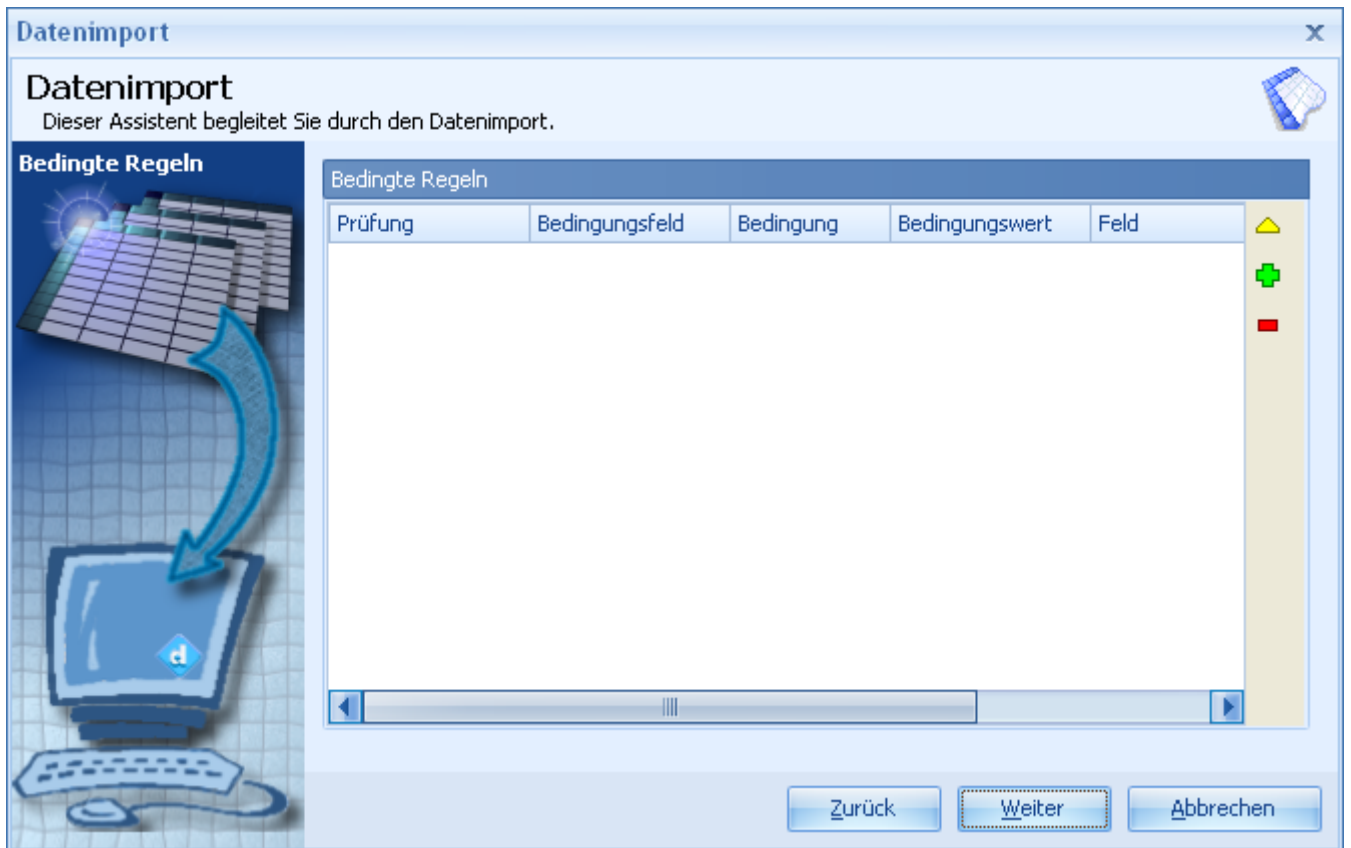 Datenimport
Datenimport
Dieser Assistent begleitet Sie durch den Datenimport.
Bedingte Regeln
Bedingte Regeln
Prüfung Bedingungsfeld Bedingung Bedingungswert Feld
d
Zurück Weiter Abbrechen